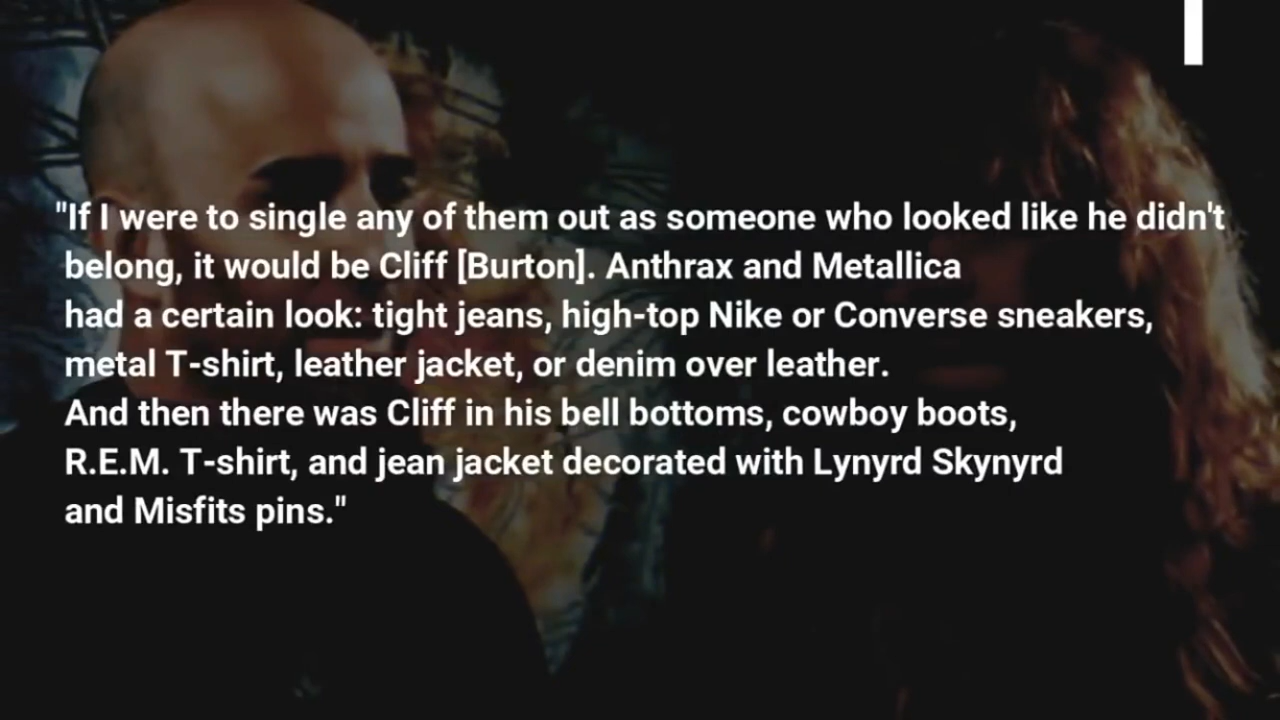 "If I were to single any of them out as someone who looked like he didn't
belong, it would be Cliff [Burton]. Anthrax and Metallica
had a certain look: tight jeans, high-top Nike or Converse sneakers,
metal T-shirt, leather jacket, or denim over leather.
And then there was Cliff in his bell bottoms, cowboy boots,
R.E.M. T-shirt, and jean jacket decorated with Lynyrd Skynyrd
and Misfits pins."